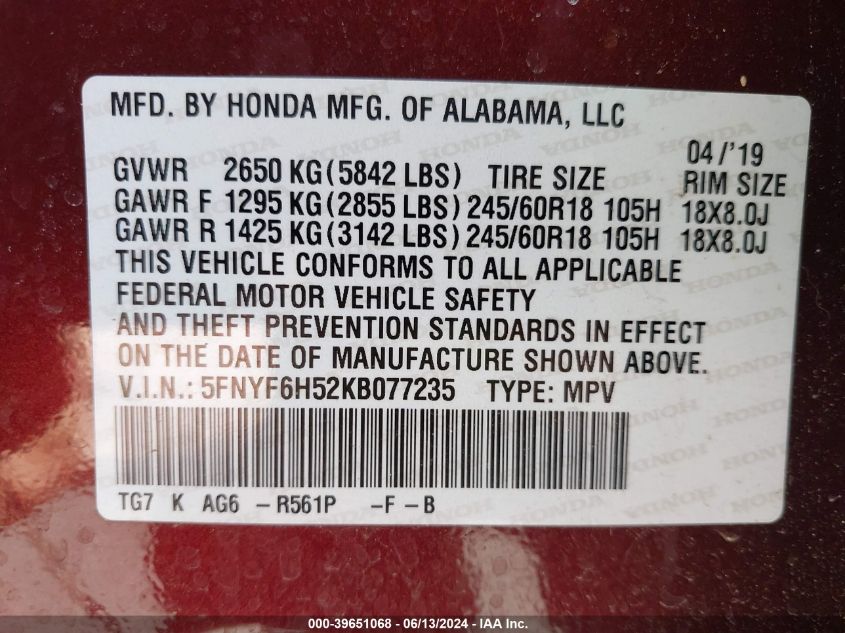 MFD. BY HONDA MFG. OF ALABAMA, LLC
04/'19
GVWR 2650 KG(5842 LBS) TIRE SIZE RIM SIZE
GAWR F 1295 KG(2855 LBS) 245/60R18 105H 18X8.0J
GAWR R 1425 KG(3142 LBS) 245/60R18 105H 18X8.0J
THIS VEHICLE CONFORMS TO ALL APPLICABLE
FEDERAL MOTOR VEHICLE SAFETY
AND THEFT PREVENTION STANDARDS IN EFFECT
ON THE DATE OF MANUFACTURE SHOWN ABOVE.
V.I.N.: 5FNYF6H52KB077235 TYPE: MPV
TG7 K AG6 – R561P –F – B
000-39651068 - 06/13/2024 - IAA Inc.